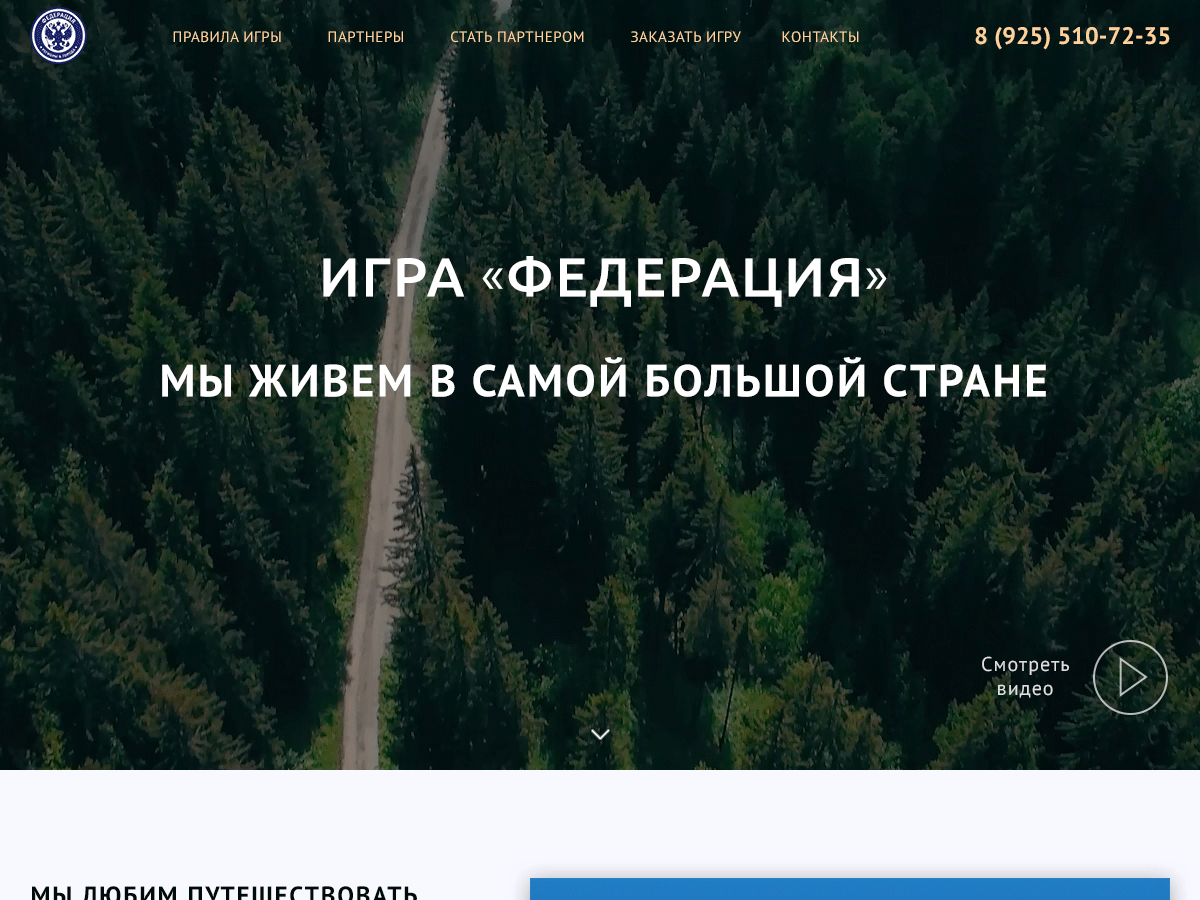 ФЕДЕРАЦИЯ
ПРАВИЛА ИГРЫ
ПАРТНЕРЫ
СТАТЬ ПАРТНЕРОМ
ЗАКАЗАТЬ ИГРУ
КОНТАКТЫ
8 (925) 510-72-35
ИГРА «ФЕДЕРАЦИЯ»
МЫ ЖИВЕМ В САМОЙ БОЛЬШОЙ СТРАНЕ
Смотреть
видео
МЫ ЛЮБИМ ПУТЕШЕСТВОВАТЬ